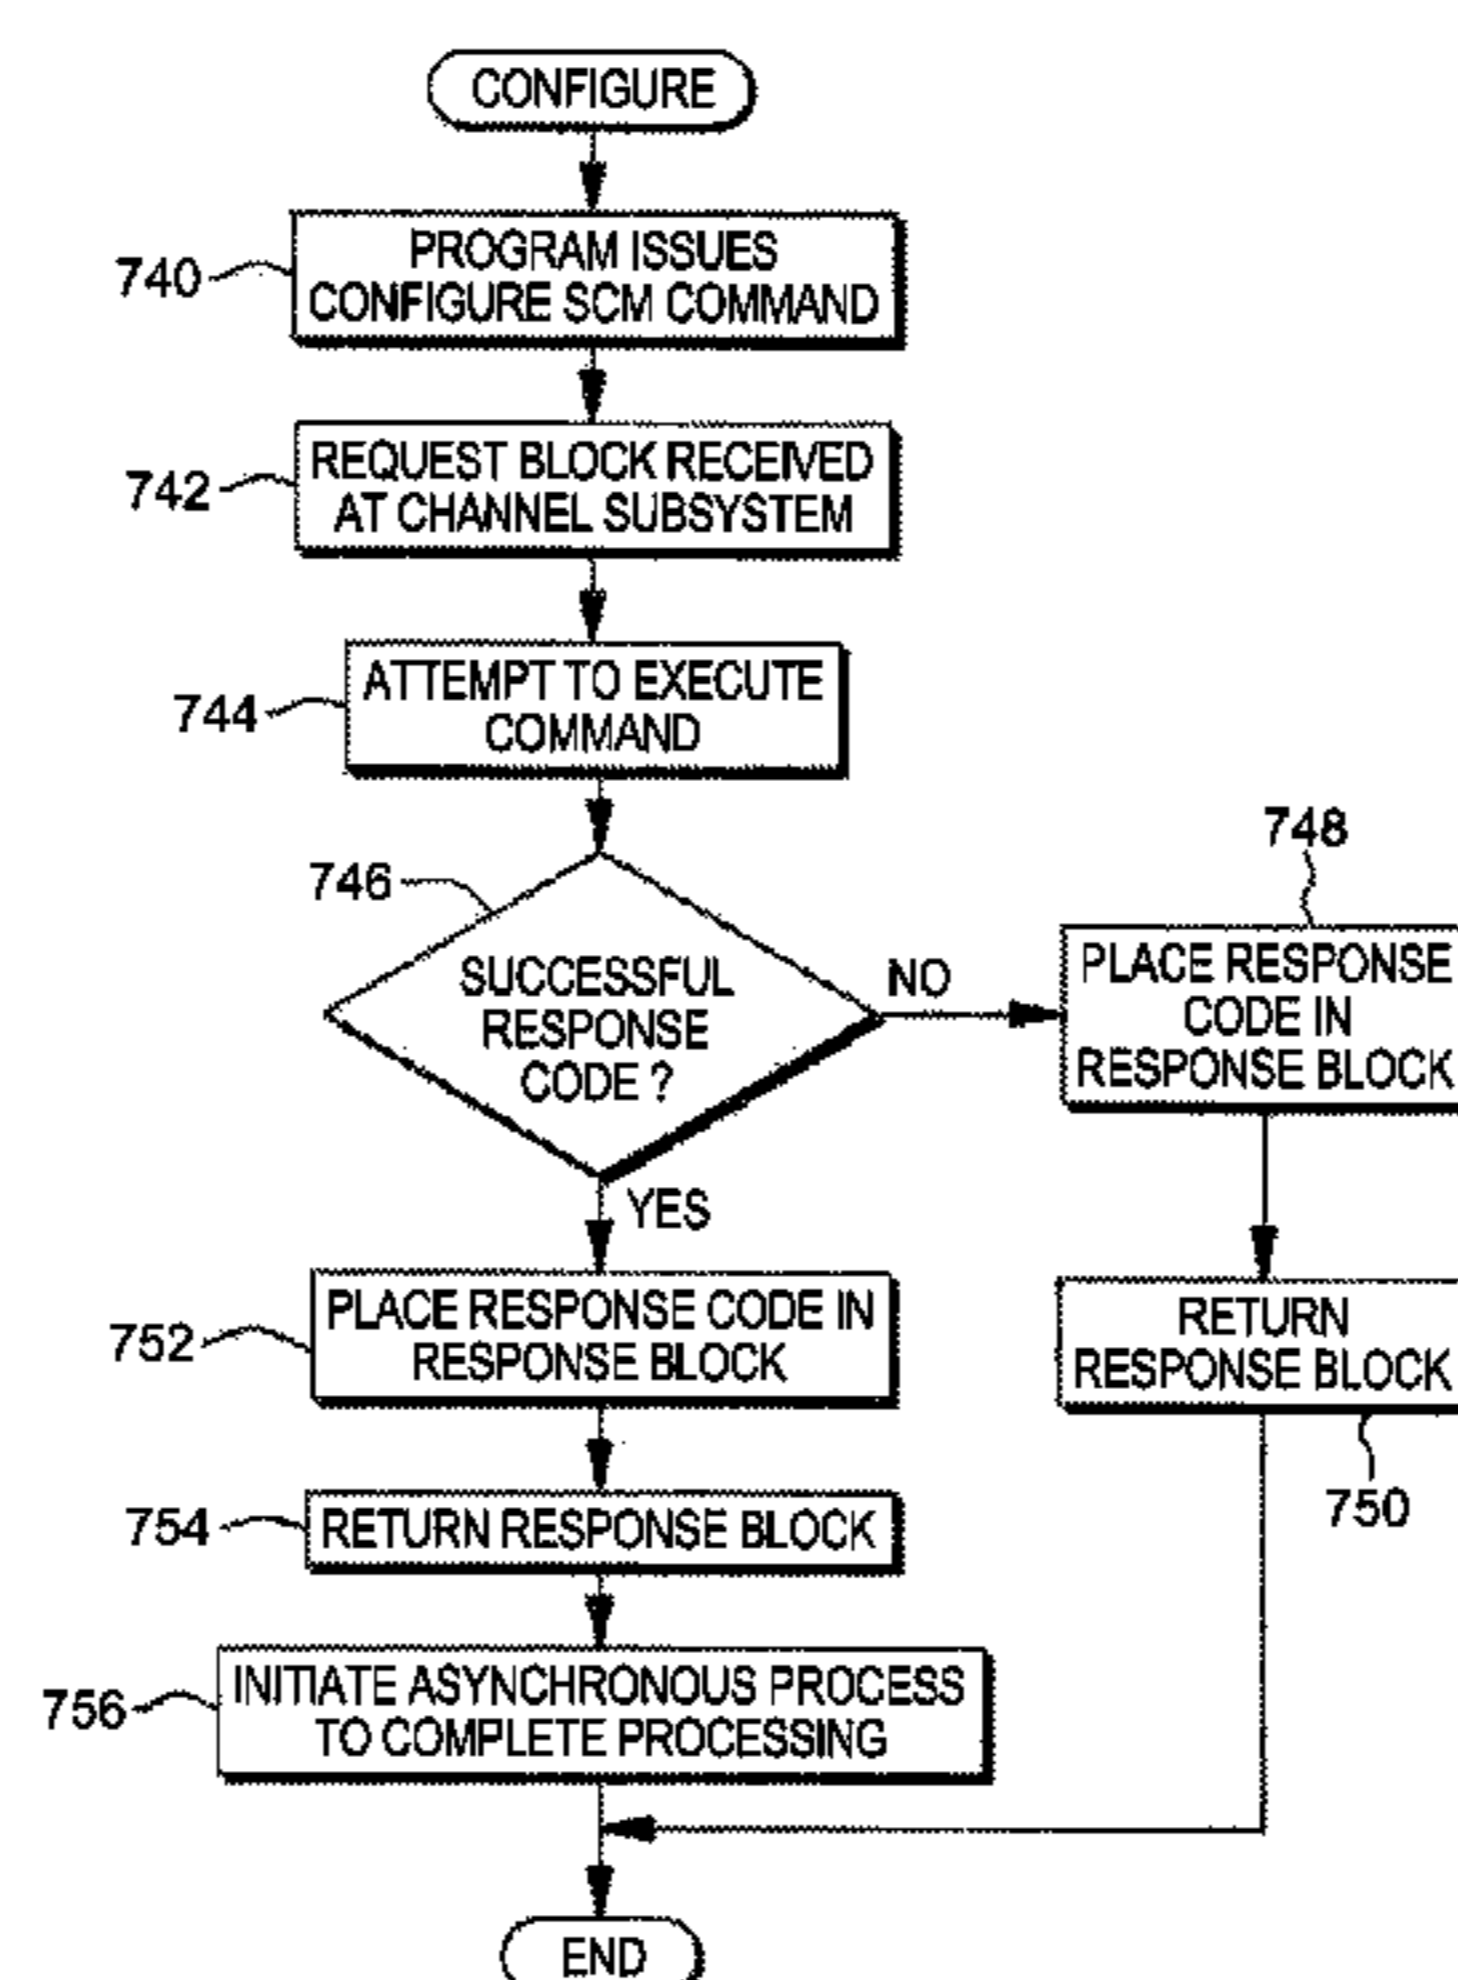 CONFIGURE
740
PROGRAM ISSUES
CONFIGURE SCM COMMAND
742
REQUEST BLOCK RECEIVED
AT CHANNEL SUBSYSTEM
744
ATTEMPT TO EXECUTE
COMMAND
746
SUCCESSFUL
RESPONSE
CODE ?
NO
748
PLACE RESPONSE
CODE IN
RESPONSE BLOCK
YES
752
PLACE RESPONSE CODE IN
RESPONSE BLOCK
RETURN
RESPONSE BLOCK
750
754
RETURN RESPONSE BLOCK
756
INITIATE ASYNCHRONOUS PROCESS
TO COMPLETE PROCESSING
END